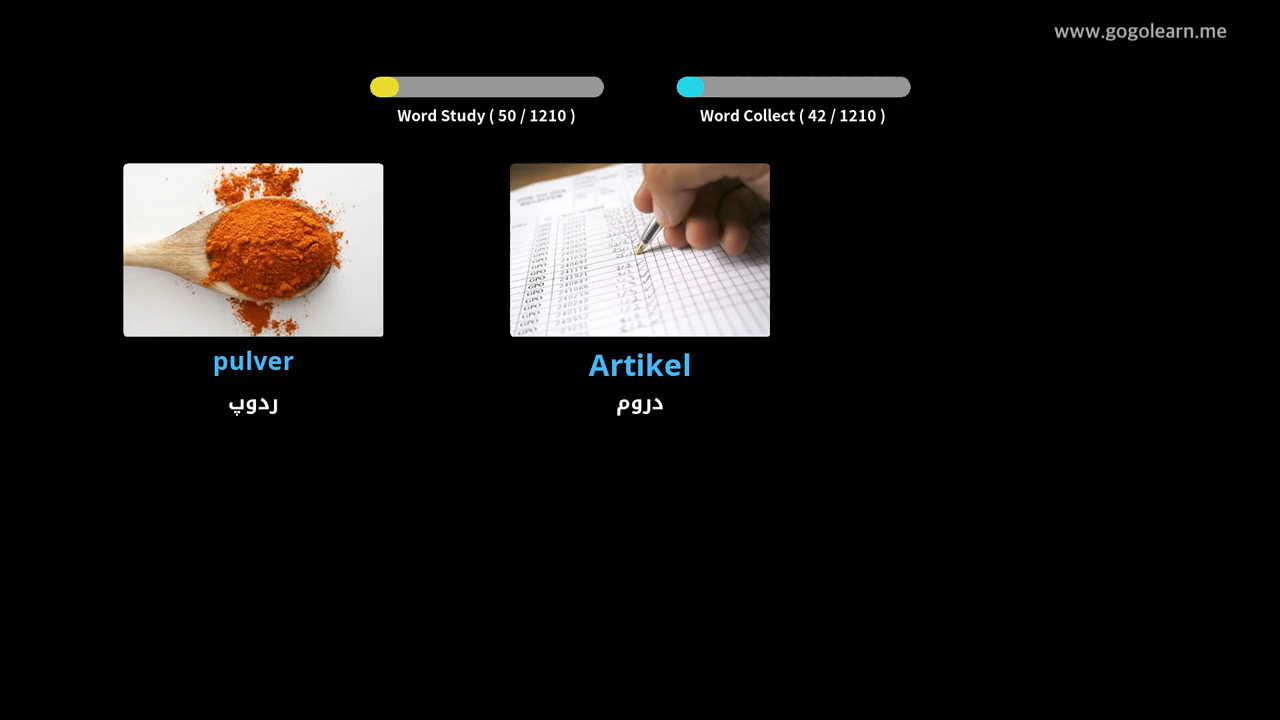 www.gogolearn.me
Word Study ( 50 / 1210 )
Word Collect ( 42 / 1210 )
pulver
Artikel
ردوپ
دروم